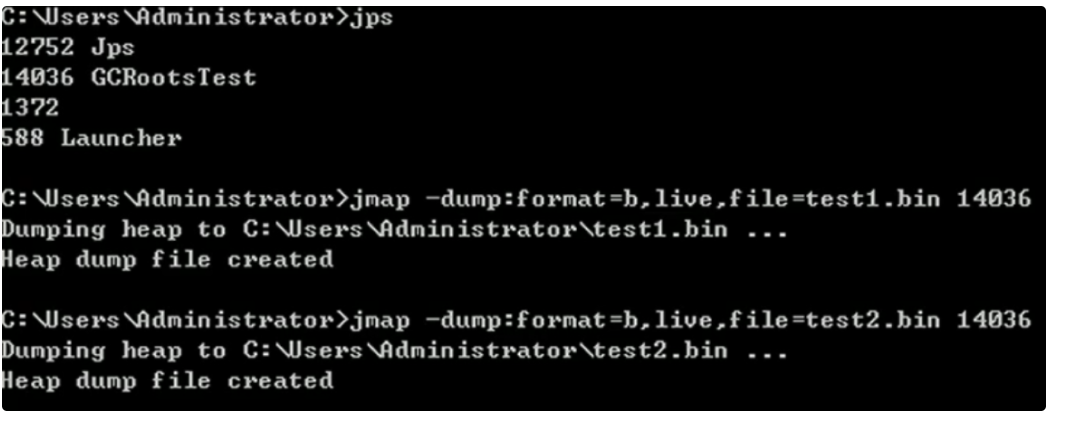 C:\Users\Administrator>jps
12752 Jps
14036 GCRootsTest
1372
588 Launcher
C:\Users\Administrator>jmap -dump:format=b,live,file=test1.bin 14036
Dumping heap to C:\Users\Administrator\test1.bin ...
Heap dump file created
C:\Users\Administrator>jmap -dump:format=b,live,file=test2.bin 14036
Dumping heap to C:\Users\Administrator\test2.bin ...
Heap dump file created